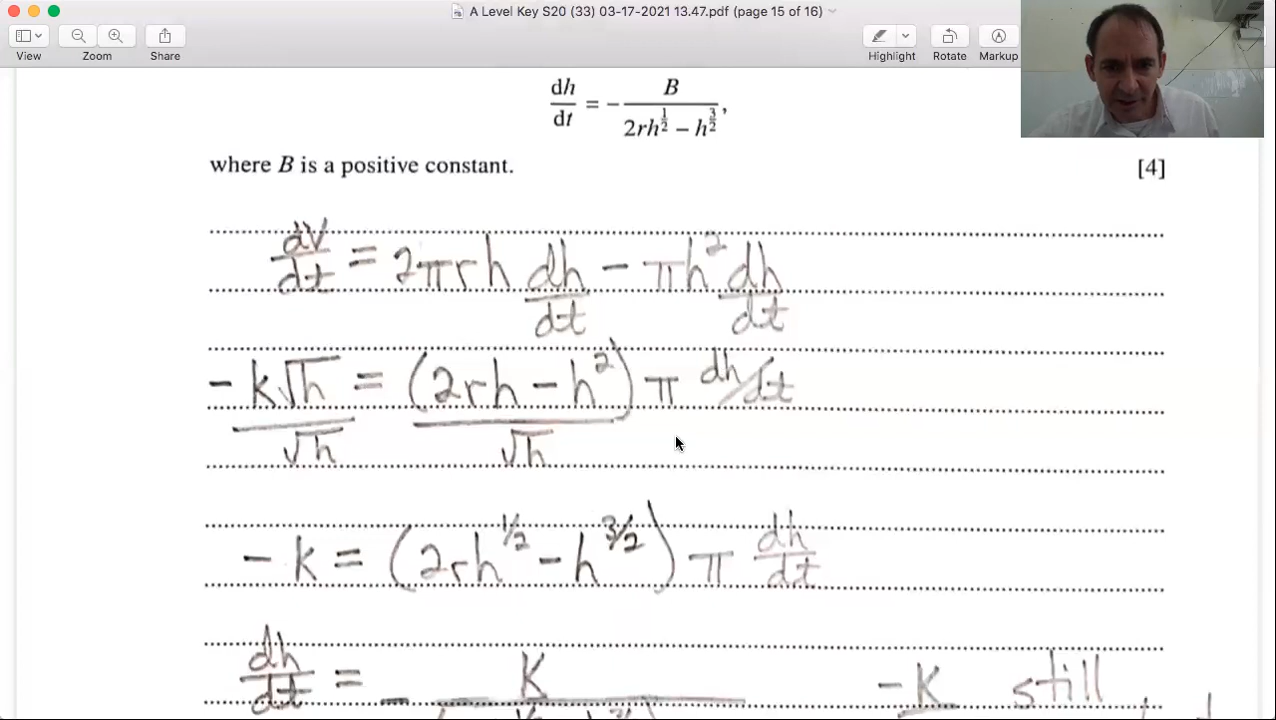 A Level Key S20 (33) 03-17-2021 13.47.pdf (page 15 of 16)
View Zoom Share Highlight Rotate Markup
dh/dt = - B/(2rh^(1/2) - h^(3/2)),
where B is a positive constant. [4]
dV/dt = 2πrh dh/dt - πh² dh/dt
-k√h/√h = (2rh - h²)/√h π dh/dt
-k = (2rh^(1/2) - h^(3/2)) π dh/dt
dh/dt = - K -K still